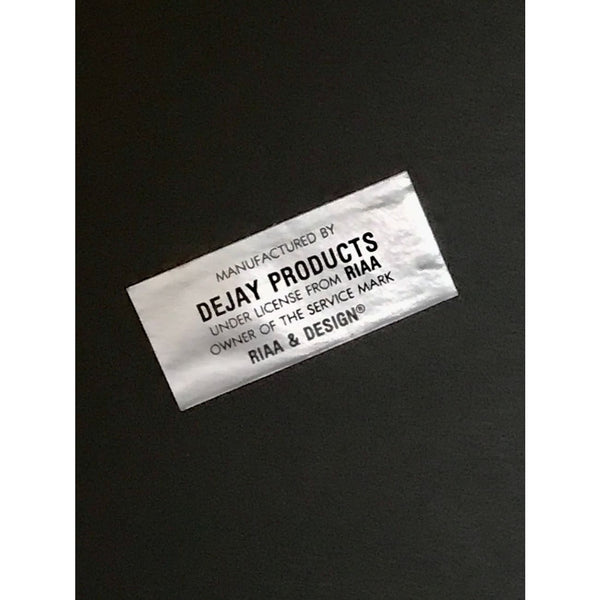 MANUFACTURED BY
DEJAY PRODUCTS
UNDER LICENSE FROM RIAA
OWNER OF THE SERVICE MARK
RIAA & DESIGN®